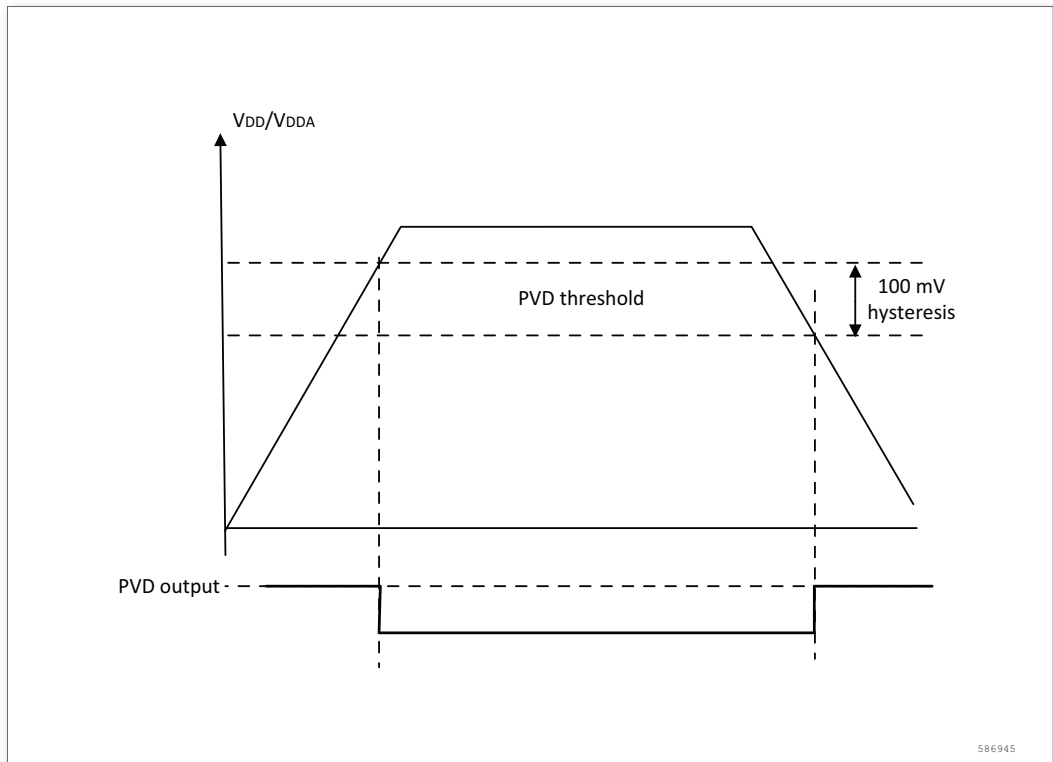 VDD/VDDA
PVD threshold
100 mV
hysteresis
PVD output
586945